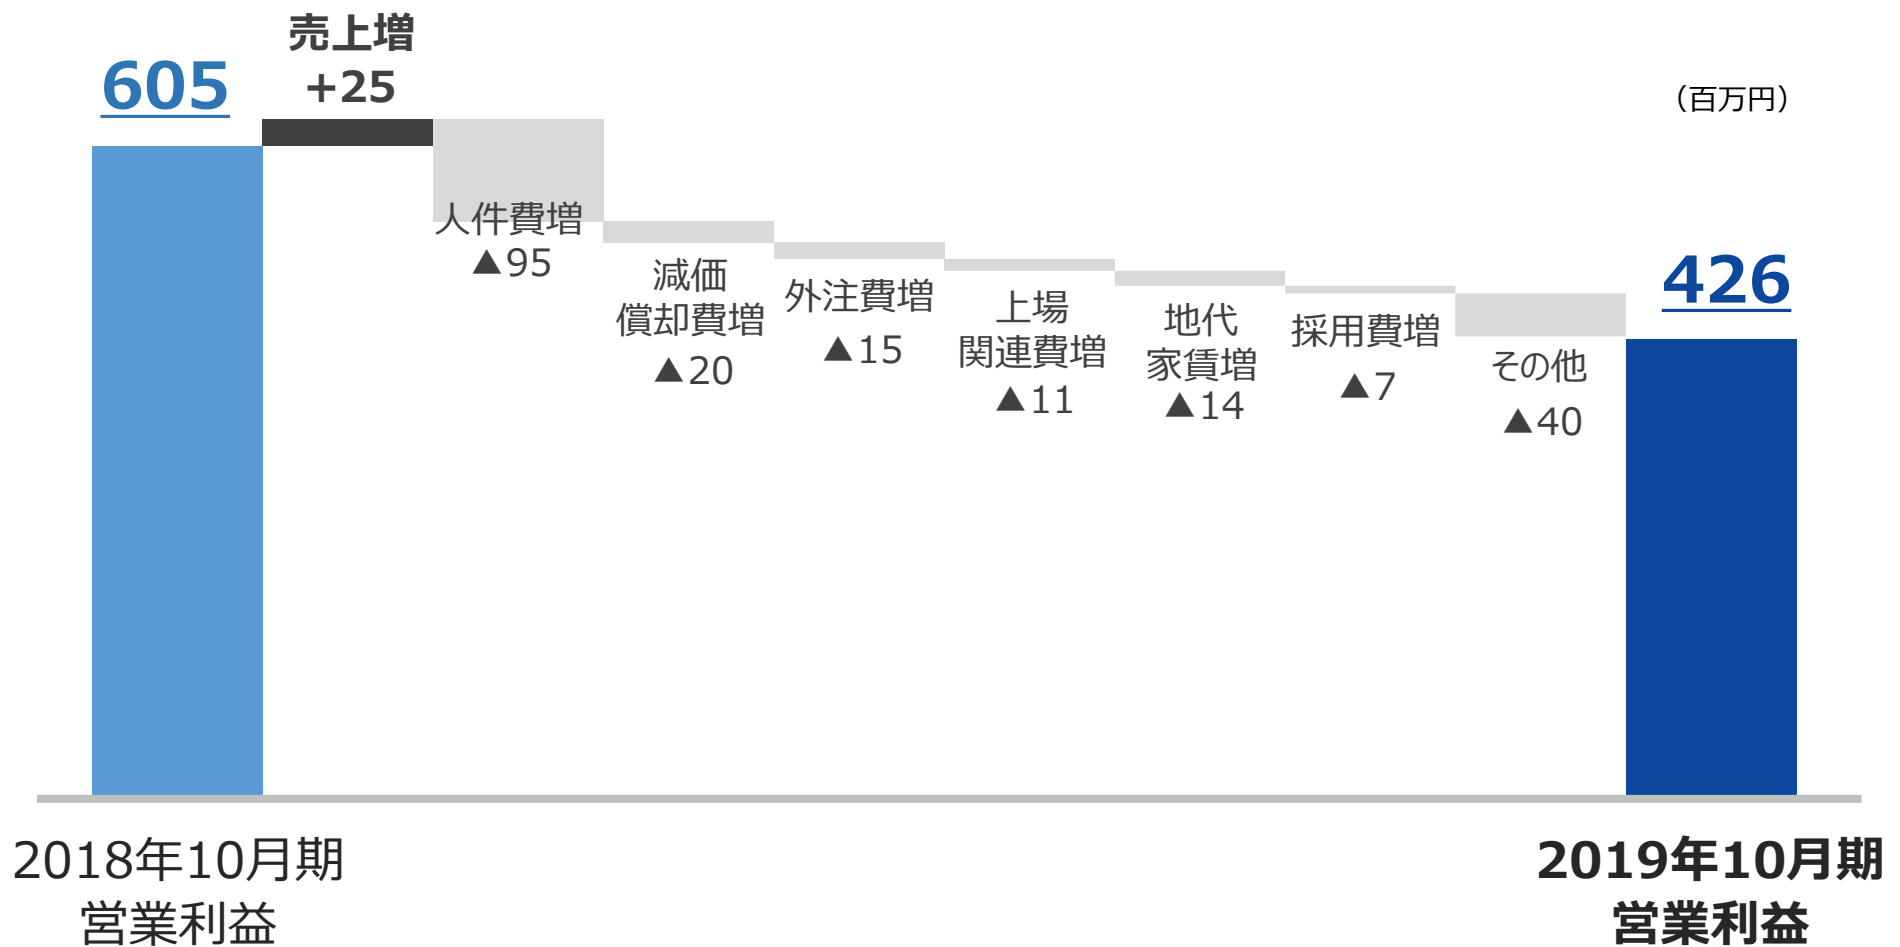 605
売上増
+25
（百万円）
人件費増
▲95
減価
償却費増
▲20
外注費増
▲15
上場
関連費増
▲11
地代
家賃増
▲14
採用費増
▲7
その他
▲40
426
2018年10月期
営業利益
2019年10月期
営業利益